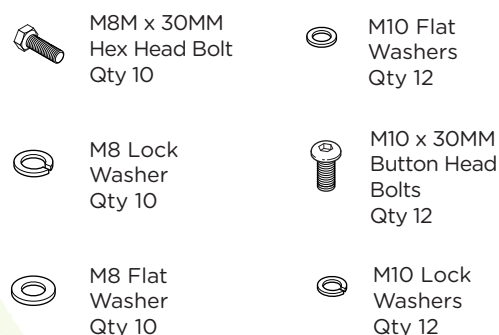 M8M x 30MM
Hex Head Bolt
Qty 10
M8 Lock
Washer
Qty 10
M8 Flat
Washer
Qty 10
M10 Flat
Washers
Qty 12
M10 x 30MM
Button Head
Bolts
Qty 12
M10 Lock
Washers
Qty 12